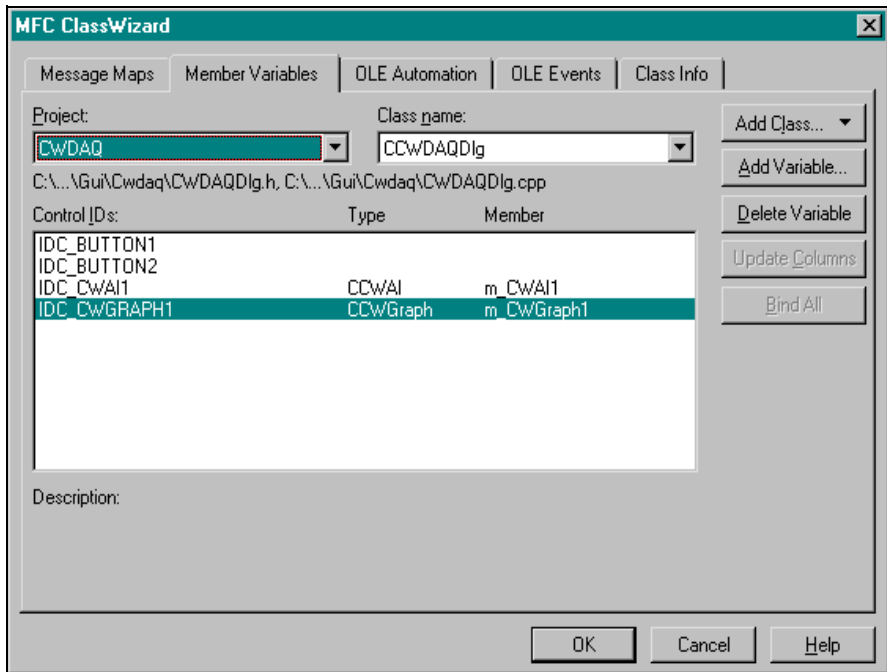 MFC ClassWizard
Message Maps Member Variables OLE Automation OLE Events Class Info
Project: Class name:
Add Class...
CWDAQ CCWDAQDlg
Add Variable...
C:\...\Gui\Cwdaq\CWDAQDlg.h, C:\...\Gui\Cwdaq\CWDAQDlg.cpp
Control IDs: Type Member
Delete Variable
IDC_BUTTON1
IDC_BUTTON2
Update Columns
IDC_CWAI1 CCWAI m_CWAI1
IDC_CWGRAPH1 CCWGraph m_CWGraph1
Bind All
Description:
OK Cancel Help